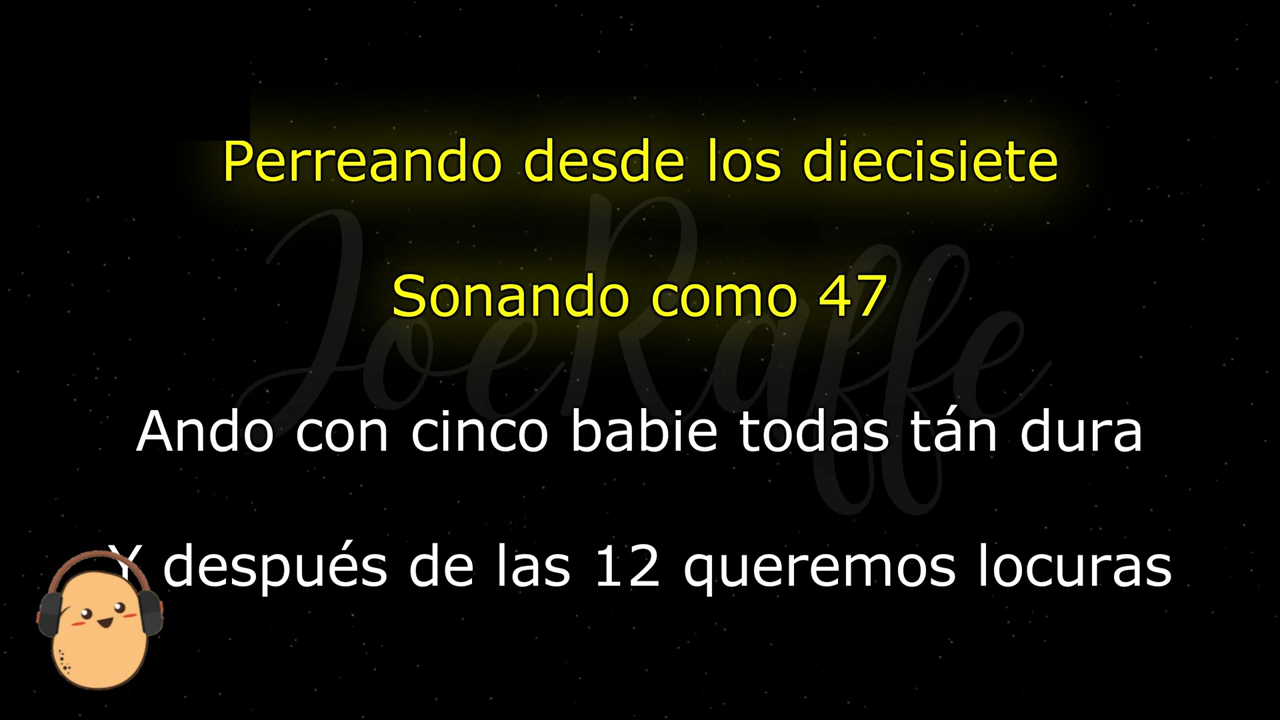 Perreando desde los diecisiete
Sonando como 47
JoeRaffe
Ando con cinco babie todas tán dura
Y después de las 12 queremos locuras